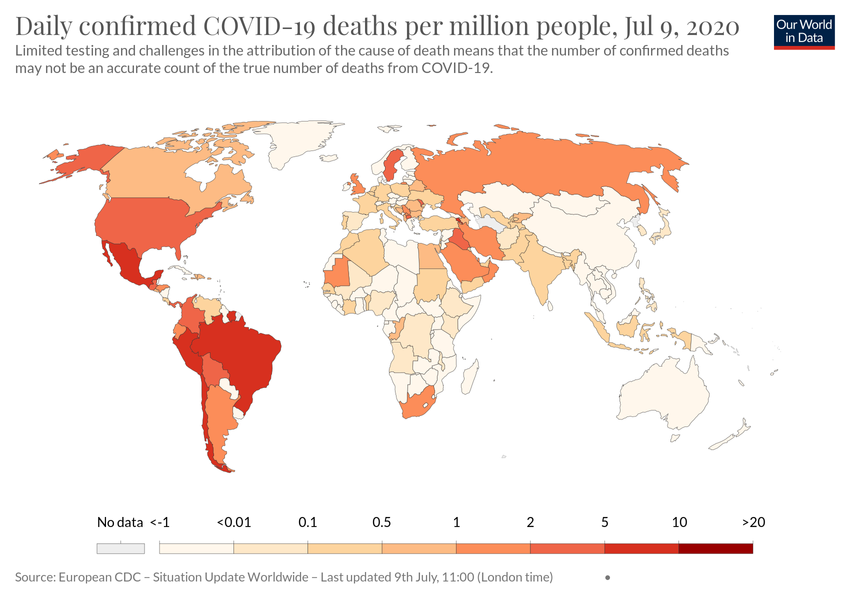 Daily confirmed COVID-19 deaths per million people, Jul 9, 2020
Our World
in Data
Limited testing and challenges in the attribution of the cause of death means that the number of confirmed deaths
may not be an accurate count of the true number of deaths from COVID-19.
No data <-1 <0.01 0.1 0.5 1 2 5 10 >20
Source: European CDC – Situation Update Worldwide – Last updated 9th July, 11:00 (London time) •